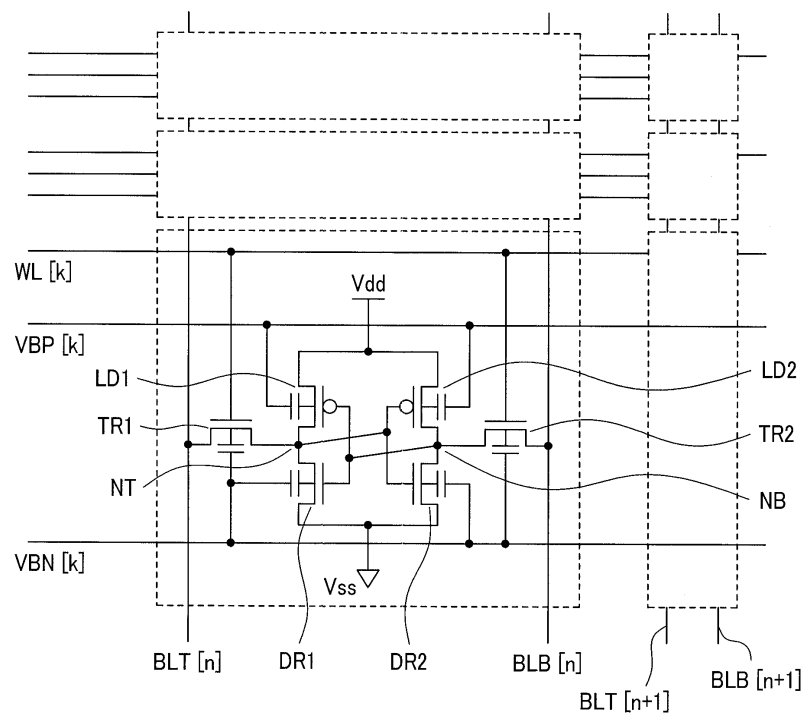 WL [k]
Vdd
VBP [k]
LD1
LD2
TR1
TR2
NT
NB
VBN [k]
Vss
BLT [n]
DR1
DR2
BLB [n]
BLT [n+1]
BLB [n+1]